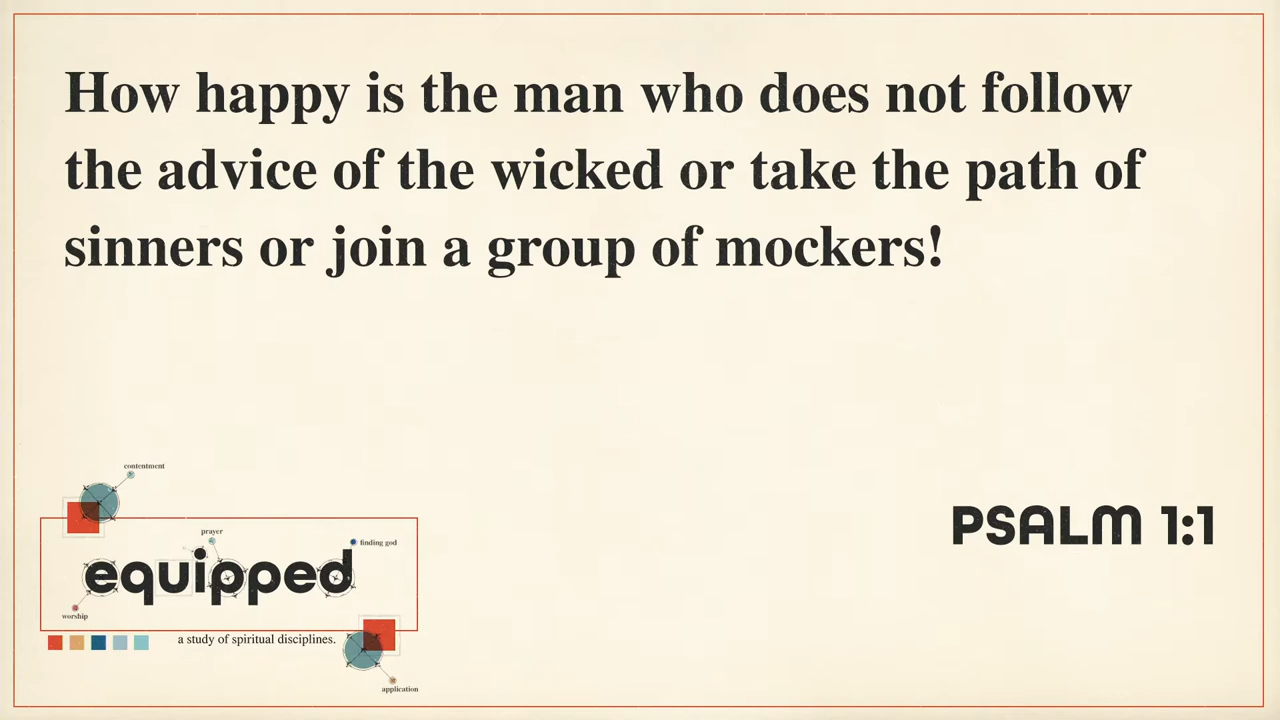 How happy is the man who does not follow
the advice of the wicked or take the path of
sinners or join a group of mockers!
PSALM 1:1
contentment
prayer
finding god
equipped
worship
a study of spiritual disciplines.
application